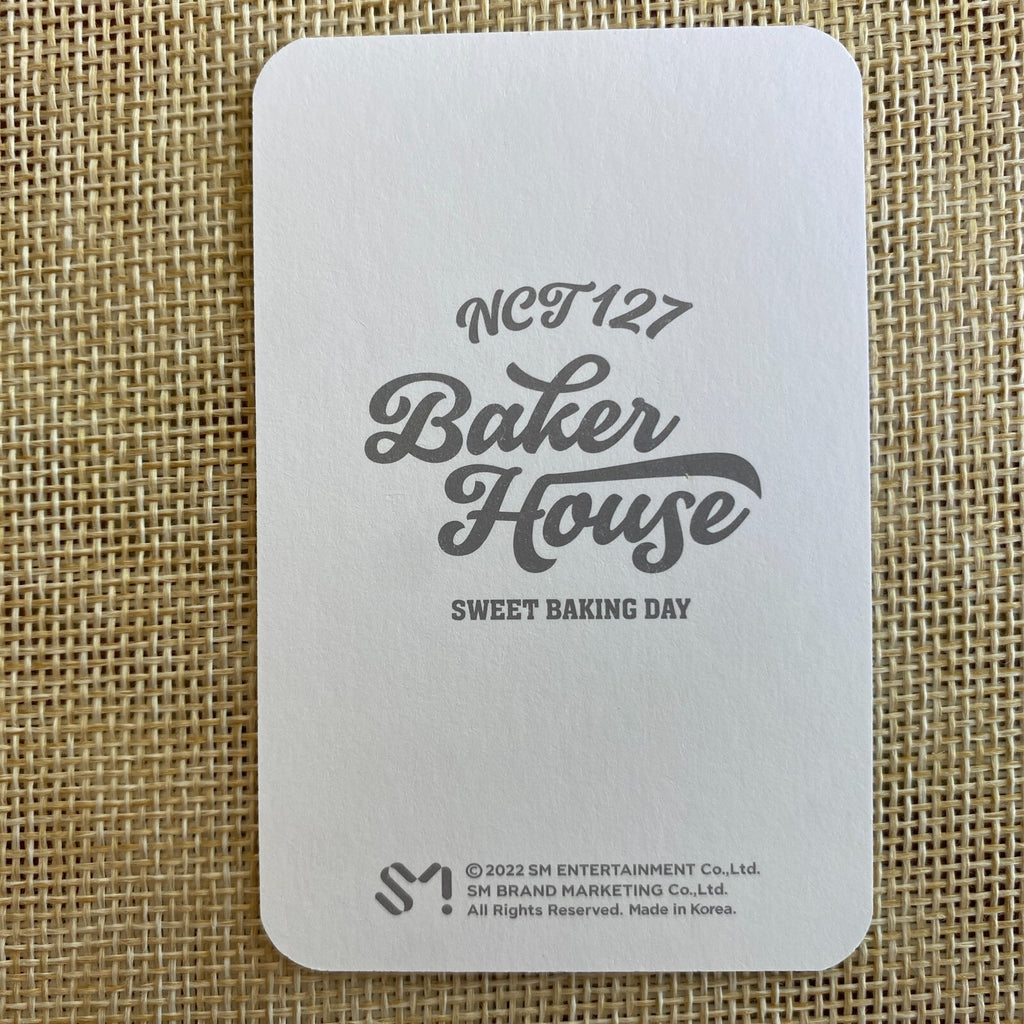 NCT 127
Baker
House
SWEET BAKING DAY
SM
© 2022 SM ENTERTAINMENT Co.,Ltd.
SM BRAND MARKETING Co.,Ltd.
All Rights Reserved. Made in Korea.